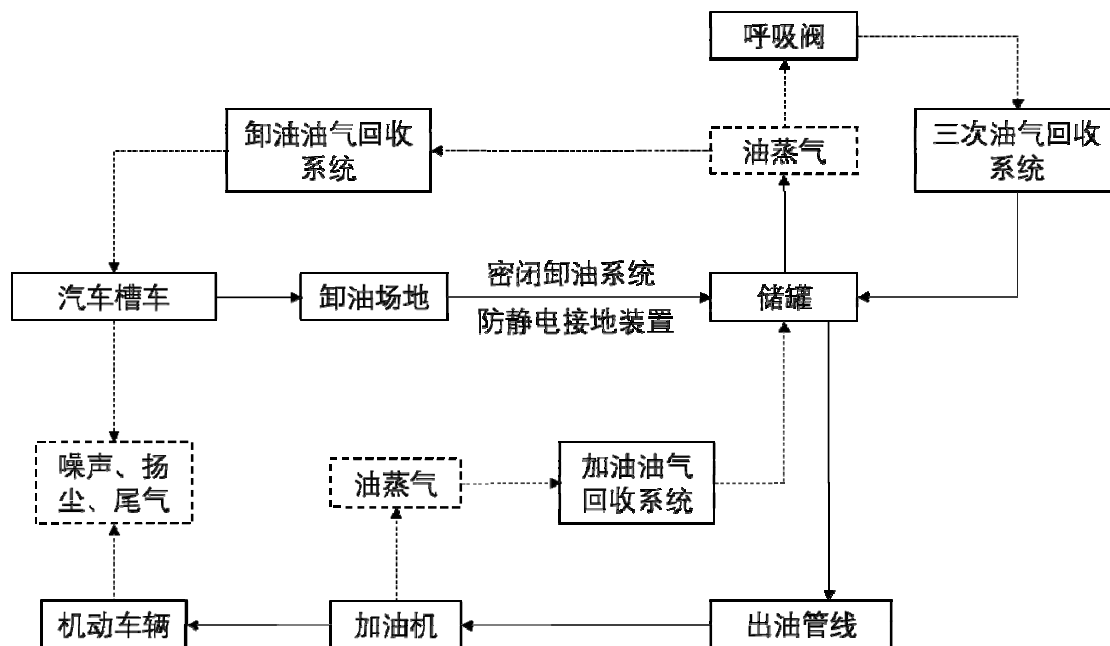 呼吸阀
卸油油气回收
系统
油蒸气
三次油气回收
系统
汽车槽车
卸油场地
密闭卸油系统
防静电接地装置
储罐
噪声、扬
尘、尾气
油蒸气
加油油气
回收系统
机动车辆
加油机
出油管线